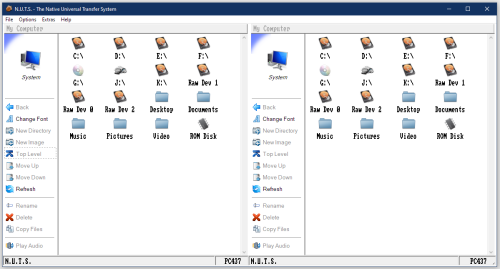 N.U.T.S. - The Native Universal Transfer System
File Options Extras Help
My Computer My Computer
System
C:\ D:\ E:\ F:\
G:\ J:\ K:\ Raw Dev 1
Raw Dev 0 Raw Dev 2 Desktop Documents
Music Pictures Video ROM Disk
Back
Change Font
New Directory
New Image
Top Level
Move Up
Move Down
Refresh
Rename
Delete
Copy Files
Play Audio
System
C:\ D:\ E:\ F:\
G:\ J:\ K:\ Raw Dev 1
Raw Dev 0 Raw Dev 2 Desktop Documents
Music Pictures Video ROM Disk
Back
Change Font
New Directory
New Image
Top Level
Move Up
Move Down
Refresh
Rename
Delete
Copy Files
Play Audio
N.U.T.S. PC437 N.U.T.S. PC437